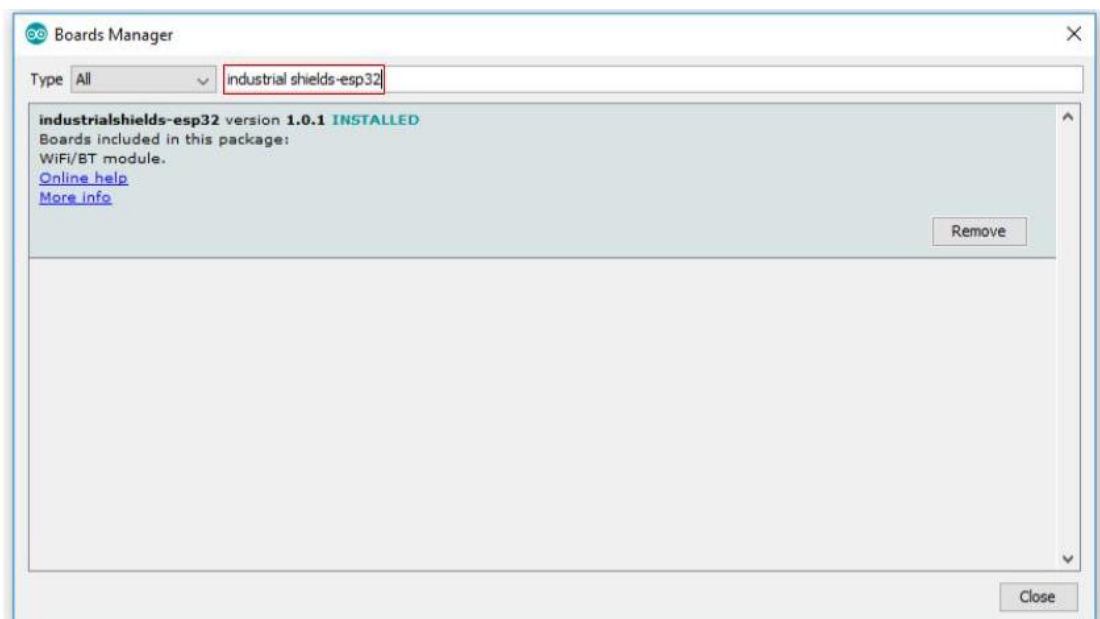 Boards Manager
Type All industrial shields-esp32
industrialshields-esp32 version 1.0.1 INSTALLED
Boards included in this package:
WiFi/BT module.
Online help
More info
Remove
Close